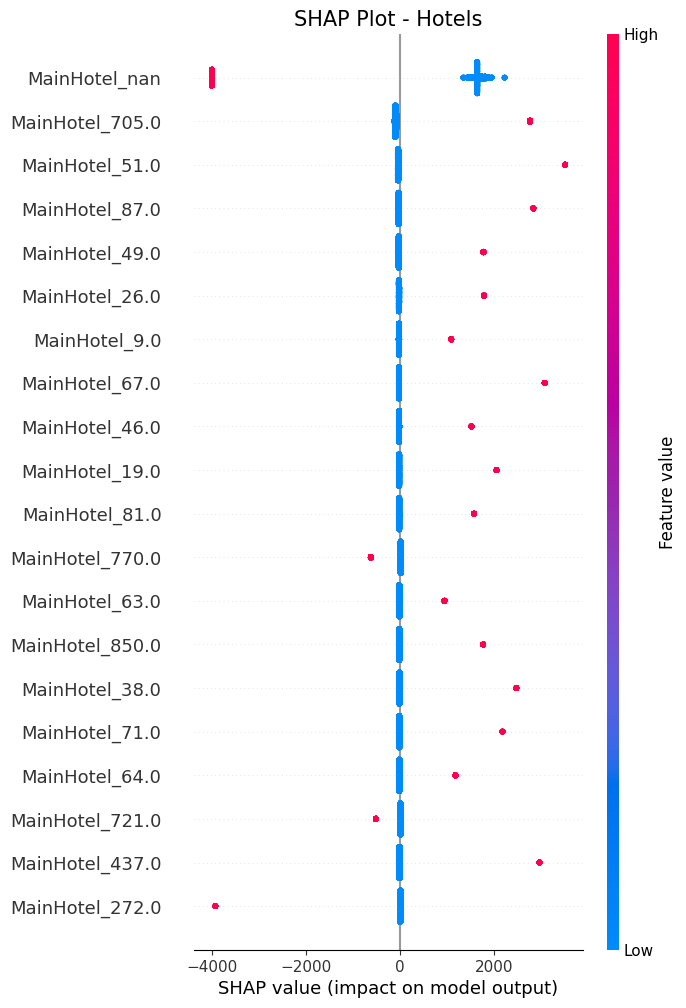 SHAP Plot - Hotels
High
MainHotel_nan
MainHotel_705.0
MainHotel_51.0
MainHotel_87.0
MainHotel_49.0
MainHotel_26.0
MainHotel_9.0
MainHotel_67.0
MainHotel_46.0
MainHotel_19.0
MainHotel_81.0
MainHotel_770.0
MainHotel_63.0
MainHotel_850.0
MainHotel_38.0
MainHotel_71.0
MainHotel_64.0
MainHotel_721.0
MainHotel_437.0
MainHotel_272.0
Feature value
Low
−4000 −2000 0 2000
SHAP value (impact on model output)